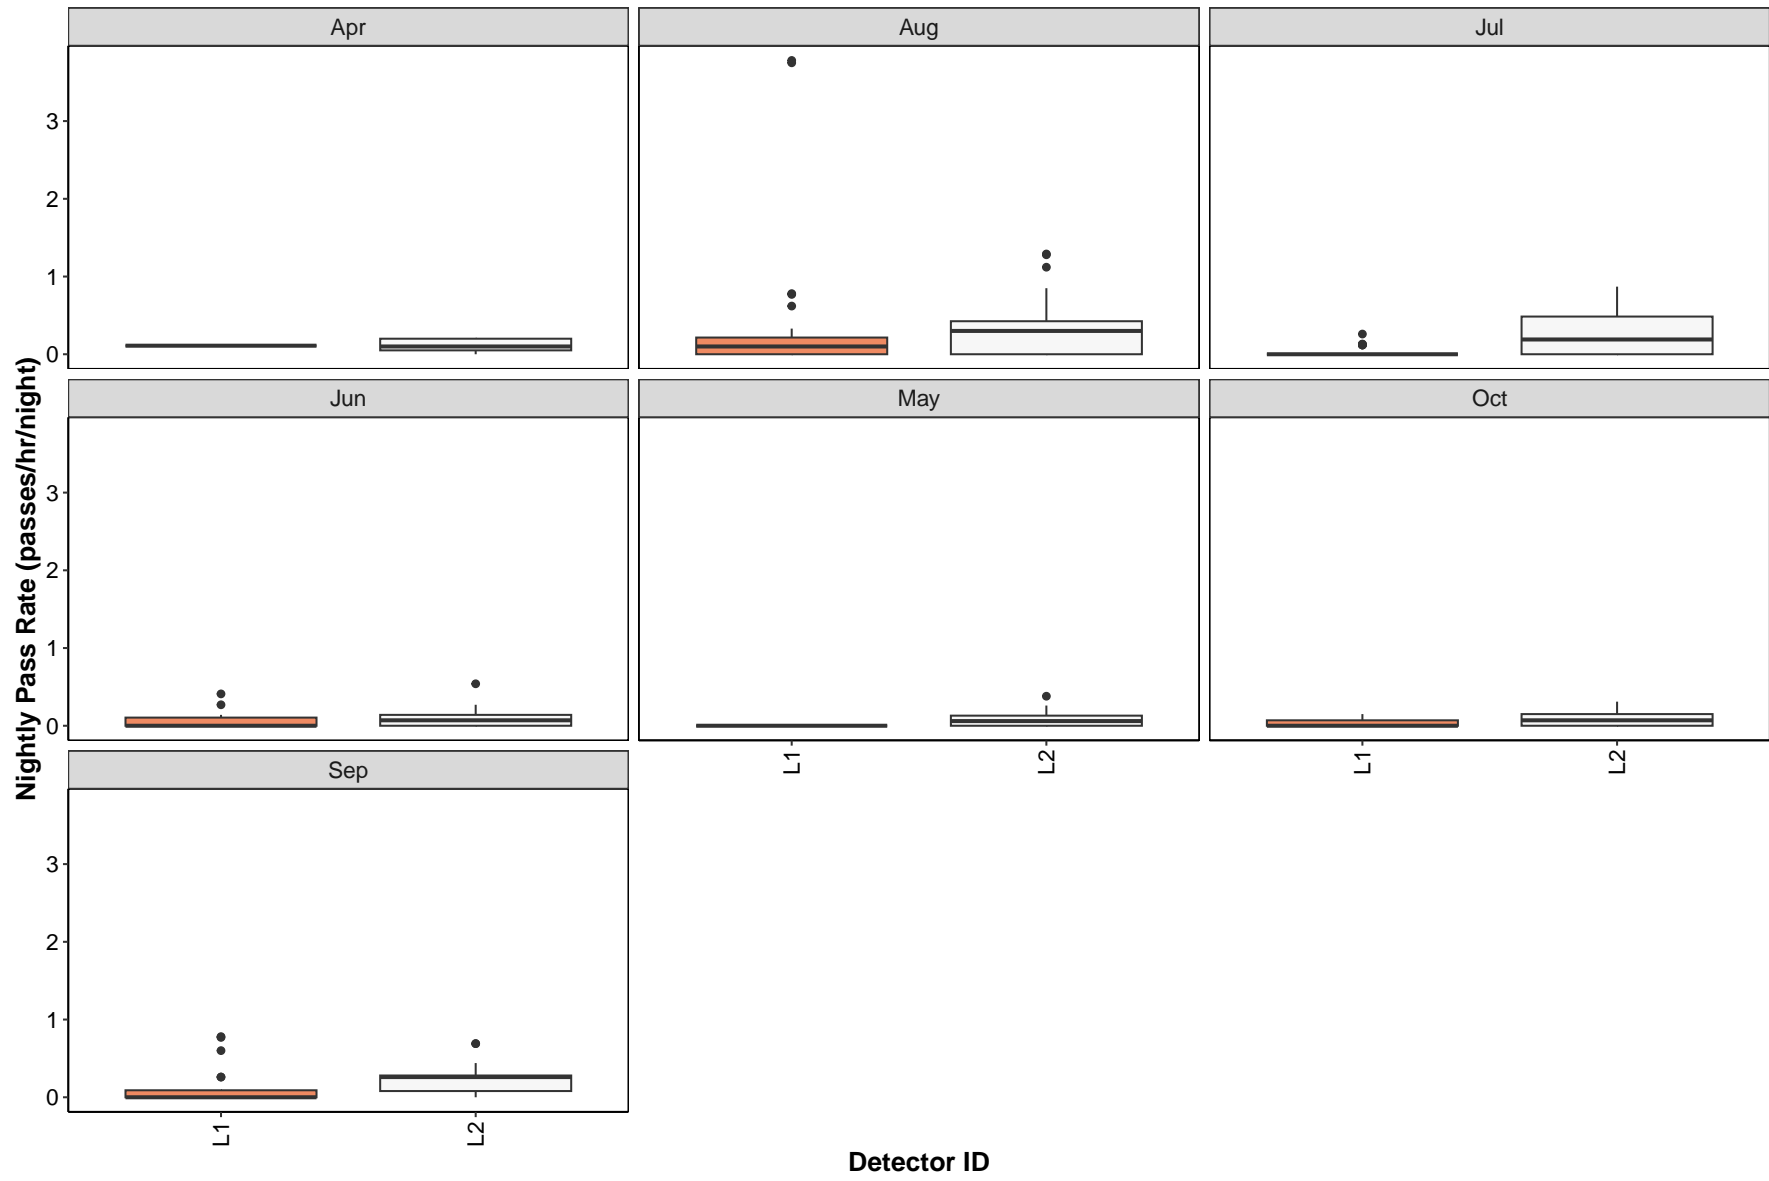 Apr
Aug
Jul
3
2
1
0
Jun
May
Oct
3
2
1
0
L1
L2
L1
L2
Sep
3
2
1
0
L1
L2
Nightly Pass Rate (passes/hr/night)
Detector ID